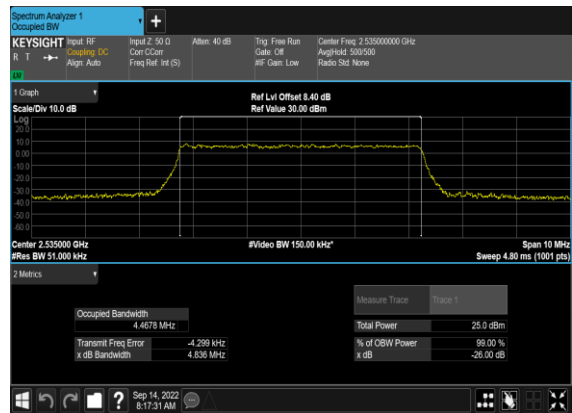 Spectrum Analyzer 1
Occupied BW
+
KEYSIGHT Input: RF Input Z: 50 Ω Atten: 40 dB Trig: Free Run Center Freq: 2.535000000 GHz
R T Coupling: DC Corr CCorr Gate: Off Avg|Hold: 500/500
Align: Auto Freq Ref: Int (S) #IF Gain: Low Radio Std: None
1 Graph Ref Lvl Offset 8.40 dB
Scale/Div 10.0 dB Ref Value 30.00 dBm
Log
20.0
10.0
0.00
-10.0
-20.0
-30.0
-40.0
-50.0
-60.0
Center 2.535000 GHz #Video BW 150.00 kHz* Span 10 MHz
#Res BW 51.000 kHz Sweep 4.80 ms (1001 pts)
2 Metrics
Measure Trace Trace 1
Occupied Bandwidth
4.4678 MHz Total Power 25.0 dBm
Transmit Freq Error -4.299 kHz % of OBW Power 99.00 %
x dB Bandwidth 4.836 MHz x dB -26.00 dB
? Sep 14, 2022
8:17:31 AM